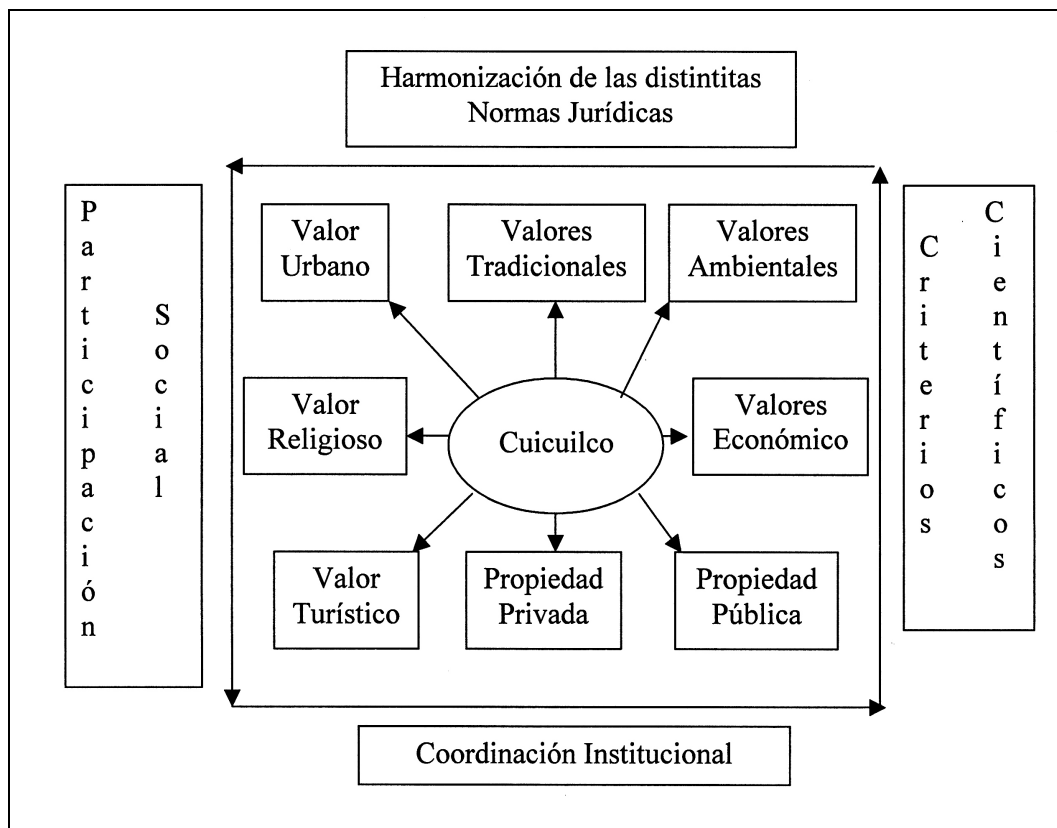 Harmonización de las distintitas
Normas Jurídicas
Participación
Social
Valor
Urbano
Valores
Tradicionales
Valores
Ambientales
Valor
Religioso
Cuicuilco
Valores
Económico
Valor
Turístico
Propiedad
Privada
Propiedad
Pública
Criterios
Científicos
Coordinación Institucional